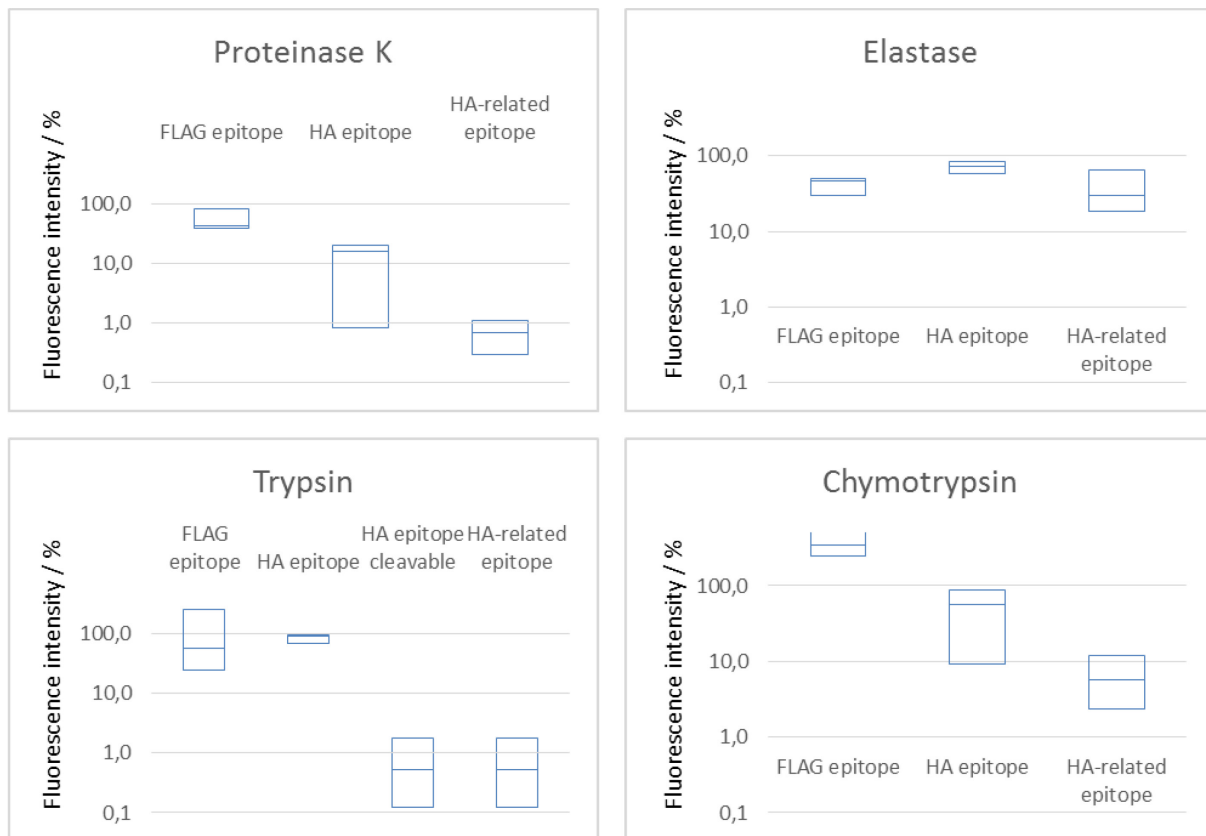 Proteinase K
Fluorescence intensity / %
FLAG epitope
HA epitope
HA-related
epitope
100,0
10,0
1,0
0,1
Elastase
Fluorescence intensity / %
100,0
10,0
1,0
0,1
FLAG epitope
HA epitope
HA-related
epitope
Trypsin
Fluorescence intensity / %
FLAG
epitope
HA epitope
HA epitope
cleavable
HA-related
epitope
100,0
10,0
1,0
0,1
Chymotrypsin
Fluorescence intensity / %
100,0
10,0
1,0
0,1
FLAG epitope
HA epitope
HA-related
epitope